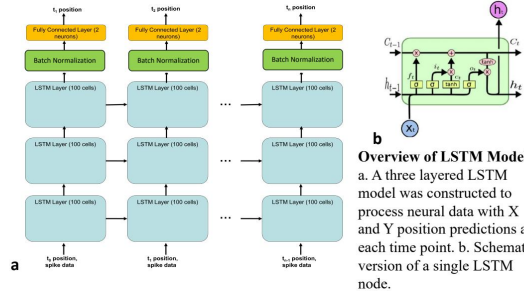 t₁ position
t₂ position
tₙ position
Fully Connected Layer (2
neurons)
Fully Connected Layer (2
neurons)
Fully Connected Layer (2
neurons)
Batch Normalization
Batch Normalization
Batch Normalization
LSTM Layer (100 cells)
LSTM Layer (100 cells)
...
LSTM Layer (100 cells)
LSTM Layer (100 cells)
LSTM Layer (100 cells)
...
LSTM Layer (100 cells)
LSTM Layer (100 cells)
LSTM Layer (100 cells)
...
LSTM Layer (100 cells)
t₀ position,
spike data
t₁ position,
spike data
tₙ₋₁ position,
spike data
a
hₜ
Cₜ₋₁
Cₜ
tanh
fₜ
iₜ
cₜ
oₜ
σ
σ
tanh
σ
hₜ₋₁
hₜ
Xₜ
b
Overview of LSTM Mode
a. A three layered LSTM
model was constructed to
process neural data with X
and Y position predictions a
each time point. b. Schemat
version of a single LSTM
node.